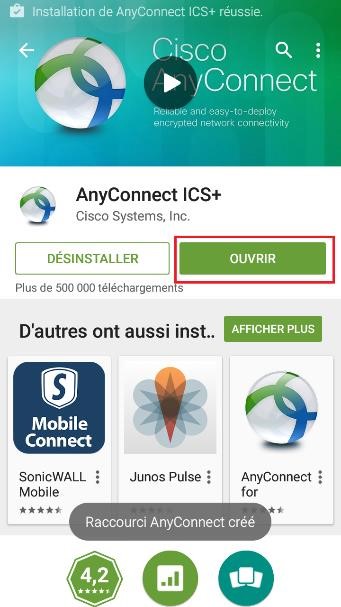 Installation de AnyConnect ICS+ réussie.
Cisco
AnyConnect
Reliable and easy-to-deploy
encrypted network connectivity
AnyConnect ICS+
Cisco Systems, Inc.
DÉSINSTALLER
OUVRIR
Plus de 500 000 téléchargements
D'autres ont aussi inst..
AFFICHER PLUS
S
Mobile
Connect
SonicWALL
Mobile
Junos Pulse
AnyConnect
for
Raccourci AnyConnect créé
4,2